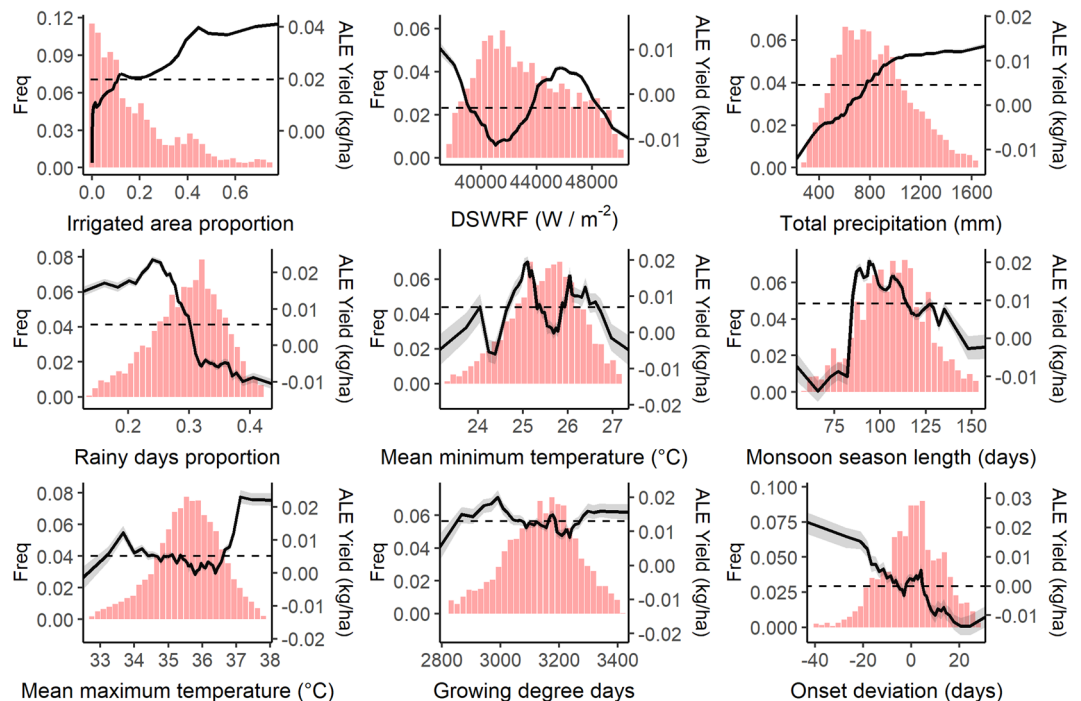 0.12
0.09
0.06
0.03
0.00
Freq
0.04
0.02
0.00
ALE Yield (kg/ha)
0.0 0.2 0.4 0.6
Irrigated area proportion
0.06
0.04
0.02
0.00
Freq
0.01
0.00
-0.01
ALE Yield (kg/ha)
40000 44000 48000
DSWRF (W / m⁻²)
0.06
0.04
0.02
0.00
Freq
0.02
0.01
0.00
-0.01
ALE Yield (kg/ha)
400 800 1200 1600
Total precipitation (mm)
0.08
0.06
0.04
0.02
0.00
Freq
0.02
0.01
0.00
-0.01
ALE Yield (kg/ha)
0.2 0.3 0.4
Rainy days proportion
0.06
0.04
0.02
0.00
Freq
0.02
0.01
0.00
-0.01
-0.02
ALE Yield (kg/ha)
24 25 26 27
Mean minimum temperature (°C)
0.06
0.04
0.02
0.00
Freq
0.02
0.01
0.00
-0.01
ALE Yield (kg/ha)
75 100 125 150
Monsoon season length (days)
0.08
0.06
0.04
0.02
0.00
Freq
0.02
0.01
0.00
-0.01
-0.02
ALE Yield (kg/ha)
33 34 35 36 37 38
Mean maximum temperature (°C)
0.06
0.04
0.02
0.00
Freq
0.02
0.01
0.00
-0.01
-0.02
ALE Yield (kg/ha)
2800 3000 3200 3400
Growing degree days
0.100
0.075
0.050
0.025
0.000
Freq
0.03
0.02
0.01
0.00
-0.01
ALE Yield (kg/ha)
-40 -20 0 20
Onset deviation (days)